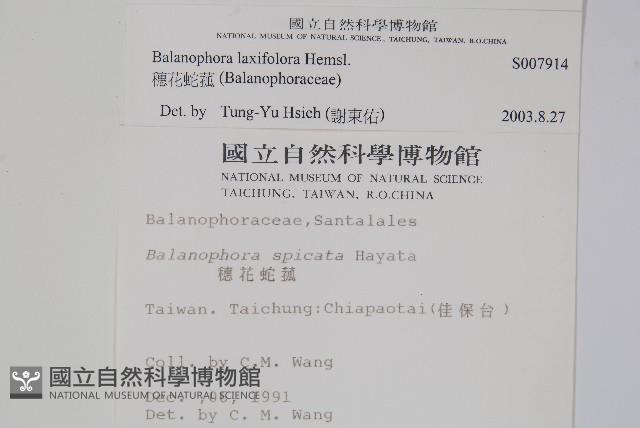 國立自然科學博物館
NATIONAL MUSEUM OF NATURAL SCIENCE, TAICHUNG, TAIWAN, R.O.CHINA
Balanophora laxifolora Hemsl. S007914
穗花蛇菰 (Balanophoraceae)
Det. by Tung-Yu Hsieh (謝東佑) 2003.8.27
國立自然科學博物館
NATIONAL MUSEUM OF NATURAL SCIENCE
TAICHUNG, TAIWAN, R.O.CHINA
Balanophoraceae,Santalales
Balanophora spicata Hayata
穗花蛇菰
Taiwan. Taichung:Chiapaotai(佳保台)
Coll. by C.M. Wang
國立自然科學博物館
NATIONAL MUSEUM OF NATURAL SCIENCE
Dec. 1991
Det. by C. M. Wang